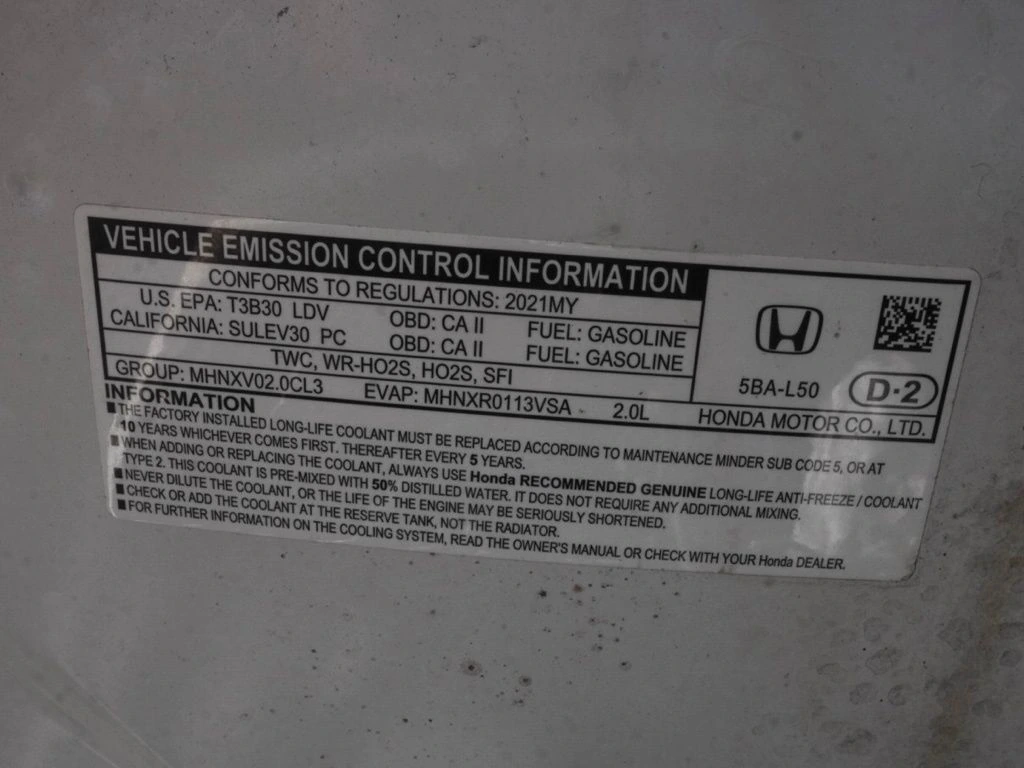 VEHICLE EMISSION CONTROL INFORMATION
CONFORMS TO REGULATIONS: 2021MY
U.S. EPA: T3B30 LDV OBD: CA II FUEL: GASOLINE
CALIFORNIA: SULEV30 PC OBD: CA II FUEL: GASOLINE
TWC, WR-HO2S, HO2S, SFI
GROUP: MHNXV02.0CL3 EVAP: MHNXR0113VSA 2.0L
5BA-L50 D-2
HONDA MOTOR CO., LTD.
INFORMATION
■THE FACTORY INSTALLED LONG-LIFE COOLANT MUST BE REPLACED ACCORDING TO MAINTENANCE MINDER SUB CODE 5, OR AT
10 YEARS WHICHEVER COMES FIRST. THEREAFTER EVERY 5 YEARS.
■WHEN ADDING OR REPLACING THE COOLANT, ALWAYS USE Honda RECOMMENDED GENUINE LONG-LIFE ANTI-FREEZE / COOLANT
TYPE 2. THIS COOLANT IS PRE-MIXED WITH 50% DISTILLED WATER. IT DOES NOT REQUIRE ANY ADDITIONAL MIXING.
■NEVER DILUTE THE COOLANT, OR THE LIFE OF THE ENGINE MAY BE SERIOUSLY SHORTENED.
■CHECK OR ADD THE COOLANT AT THE RESERVE TANK, NOT THE RADIATOR.
■FOR FURTHER INFORMATION ON THE COOLING SYSTEM, READ THE OWNER'S MANUAL OR CHECK WITH YOUR Honda DEALER.